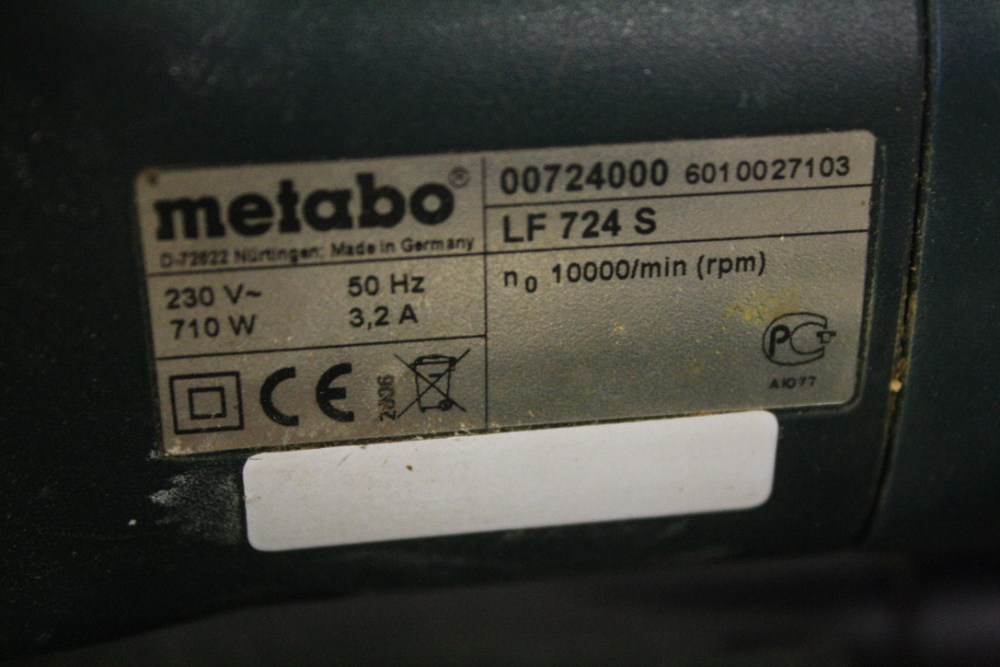 metabo®
D-72622 Nürtingen, Made in Germany
230 V~ 50 Hz
710 W 3,2 A
CE 2006
00724000 6010027103
LF 724 S
n0 10000/min (rpm)
PC
AЮ77